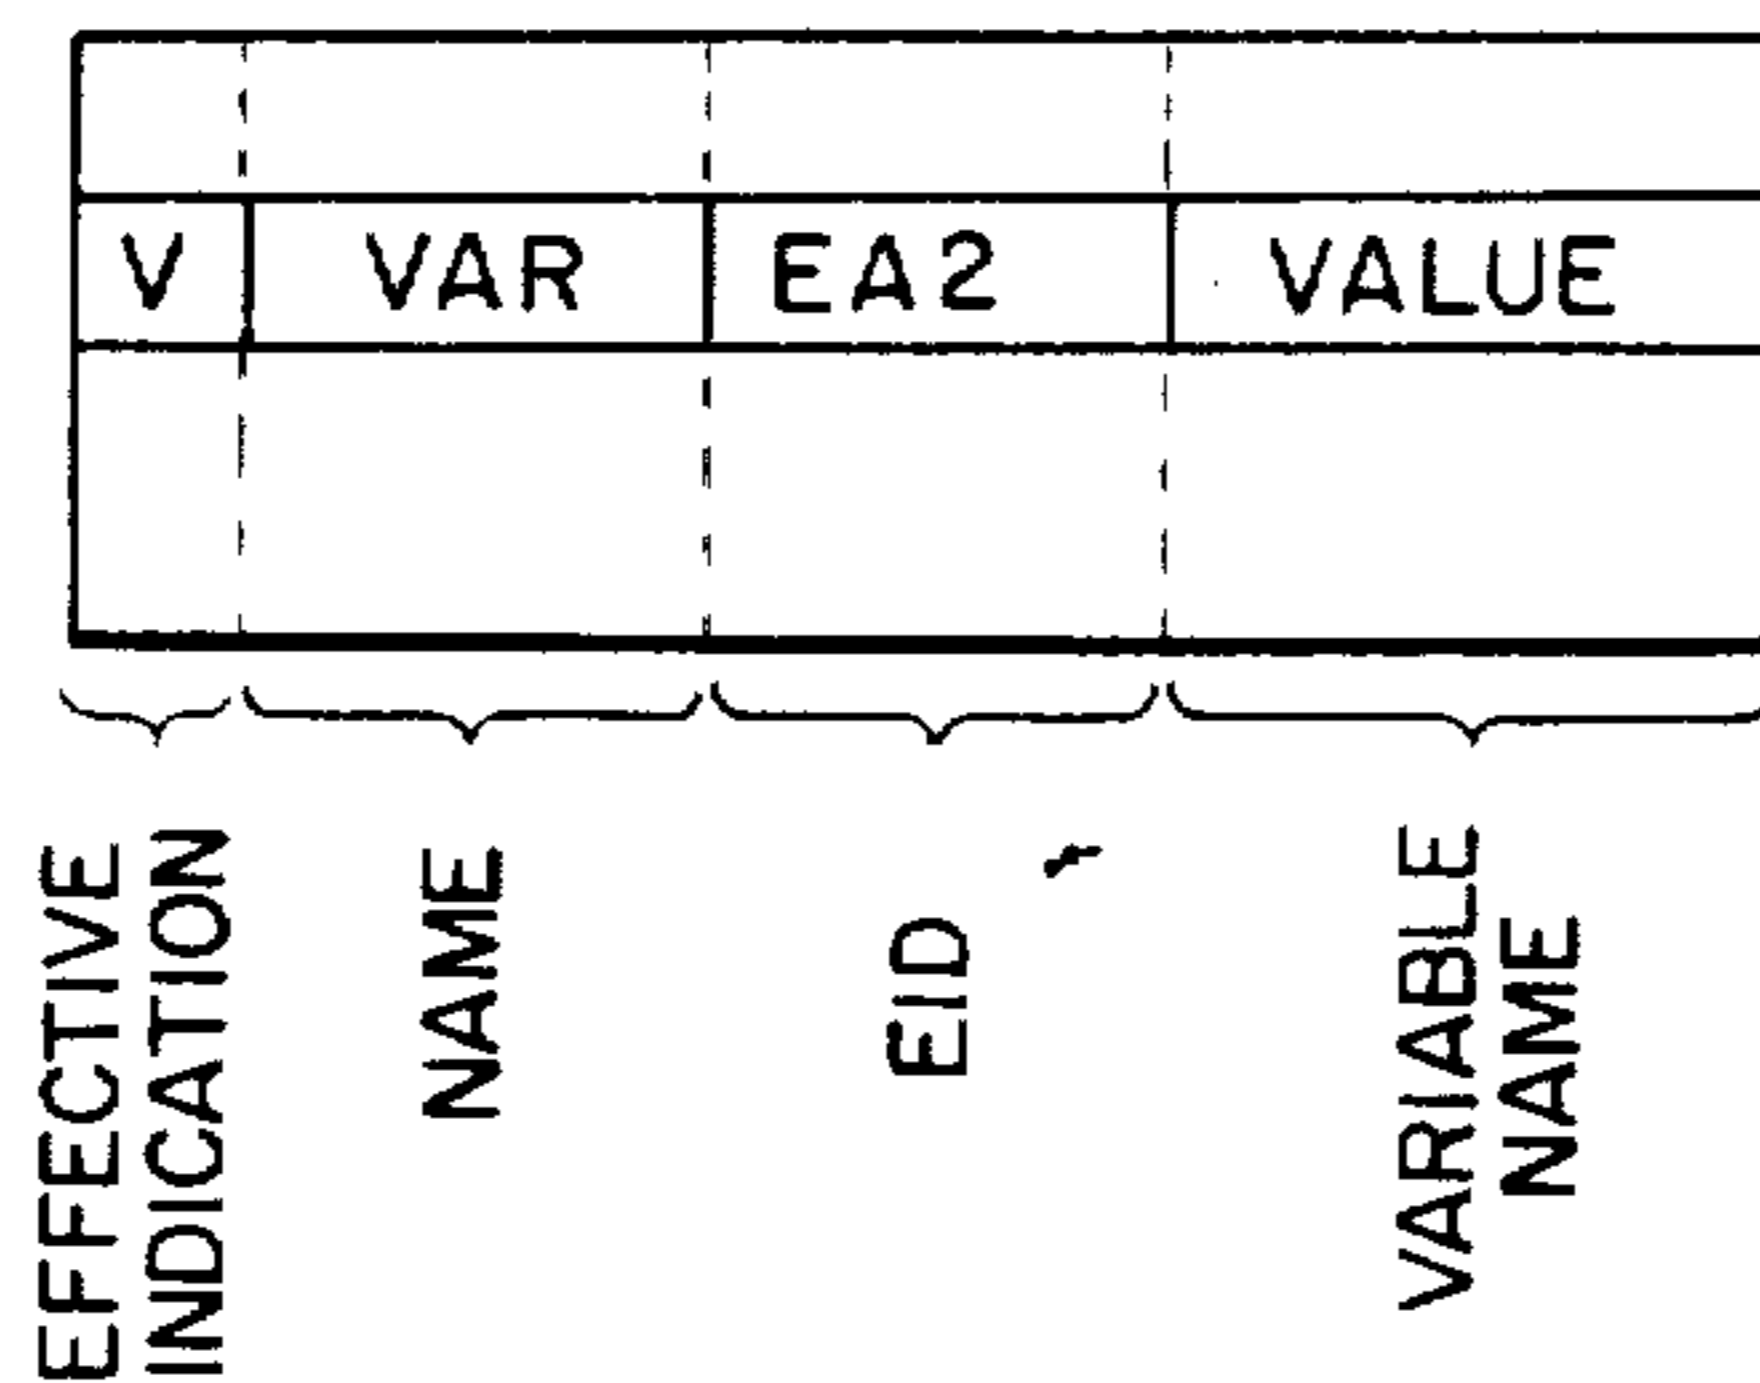 V VAR EA2 VALUE
EFFECTIVE
INDICATION
NAME
EID
VARIABLE
NAME